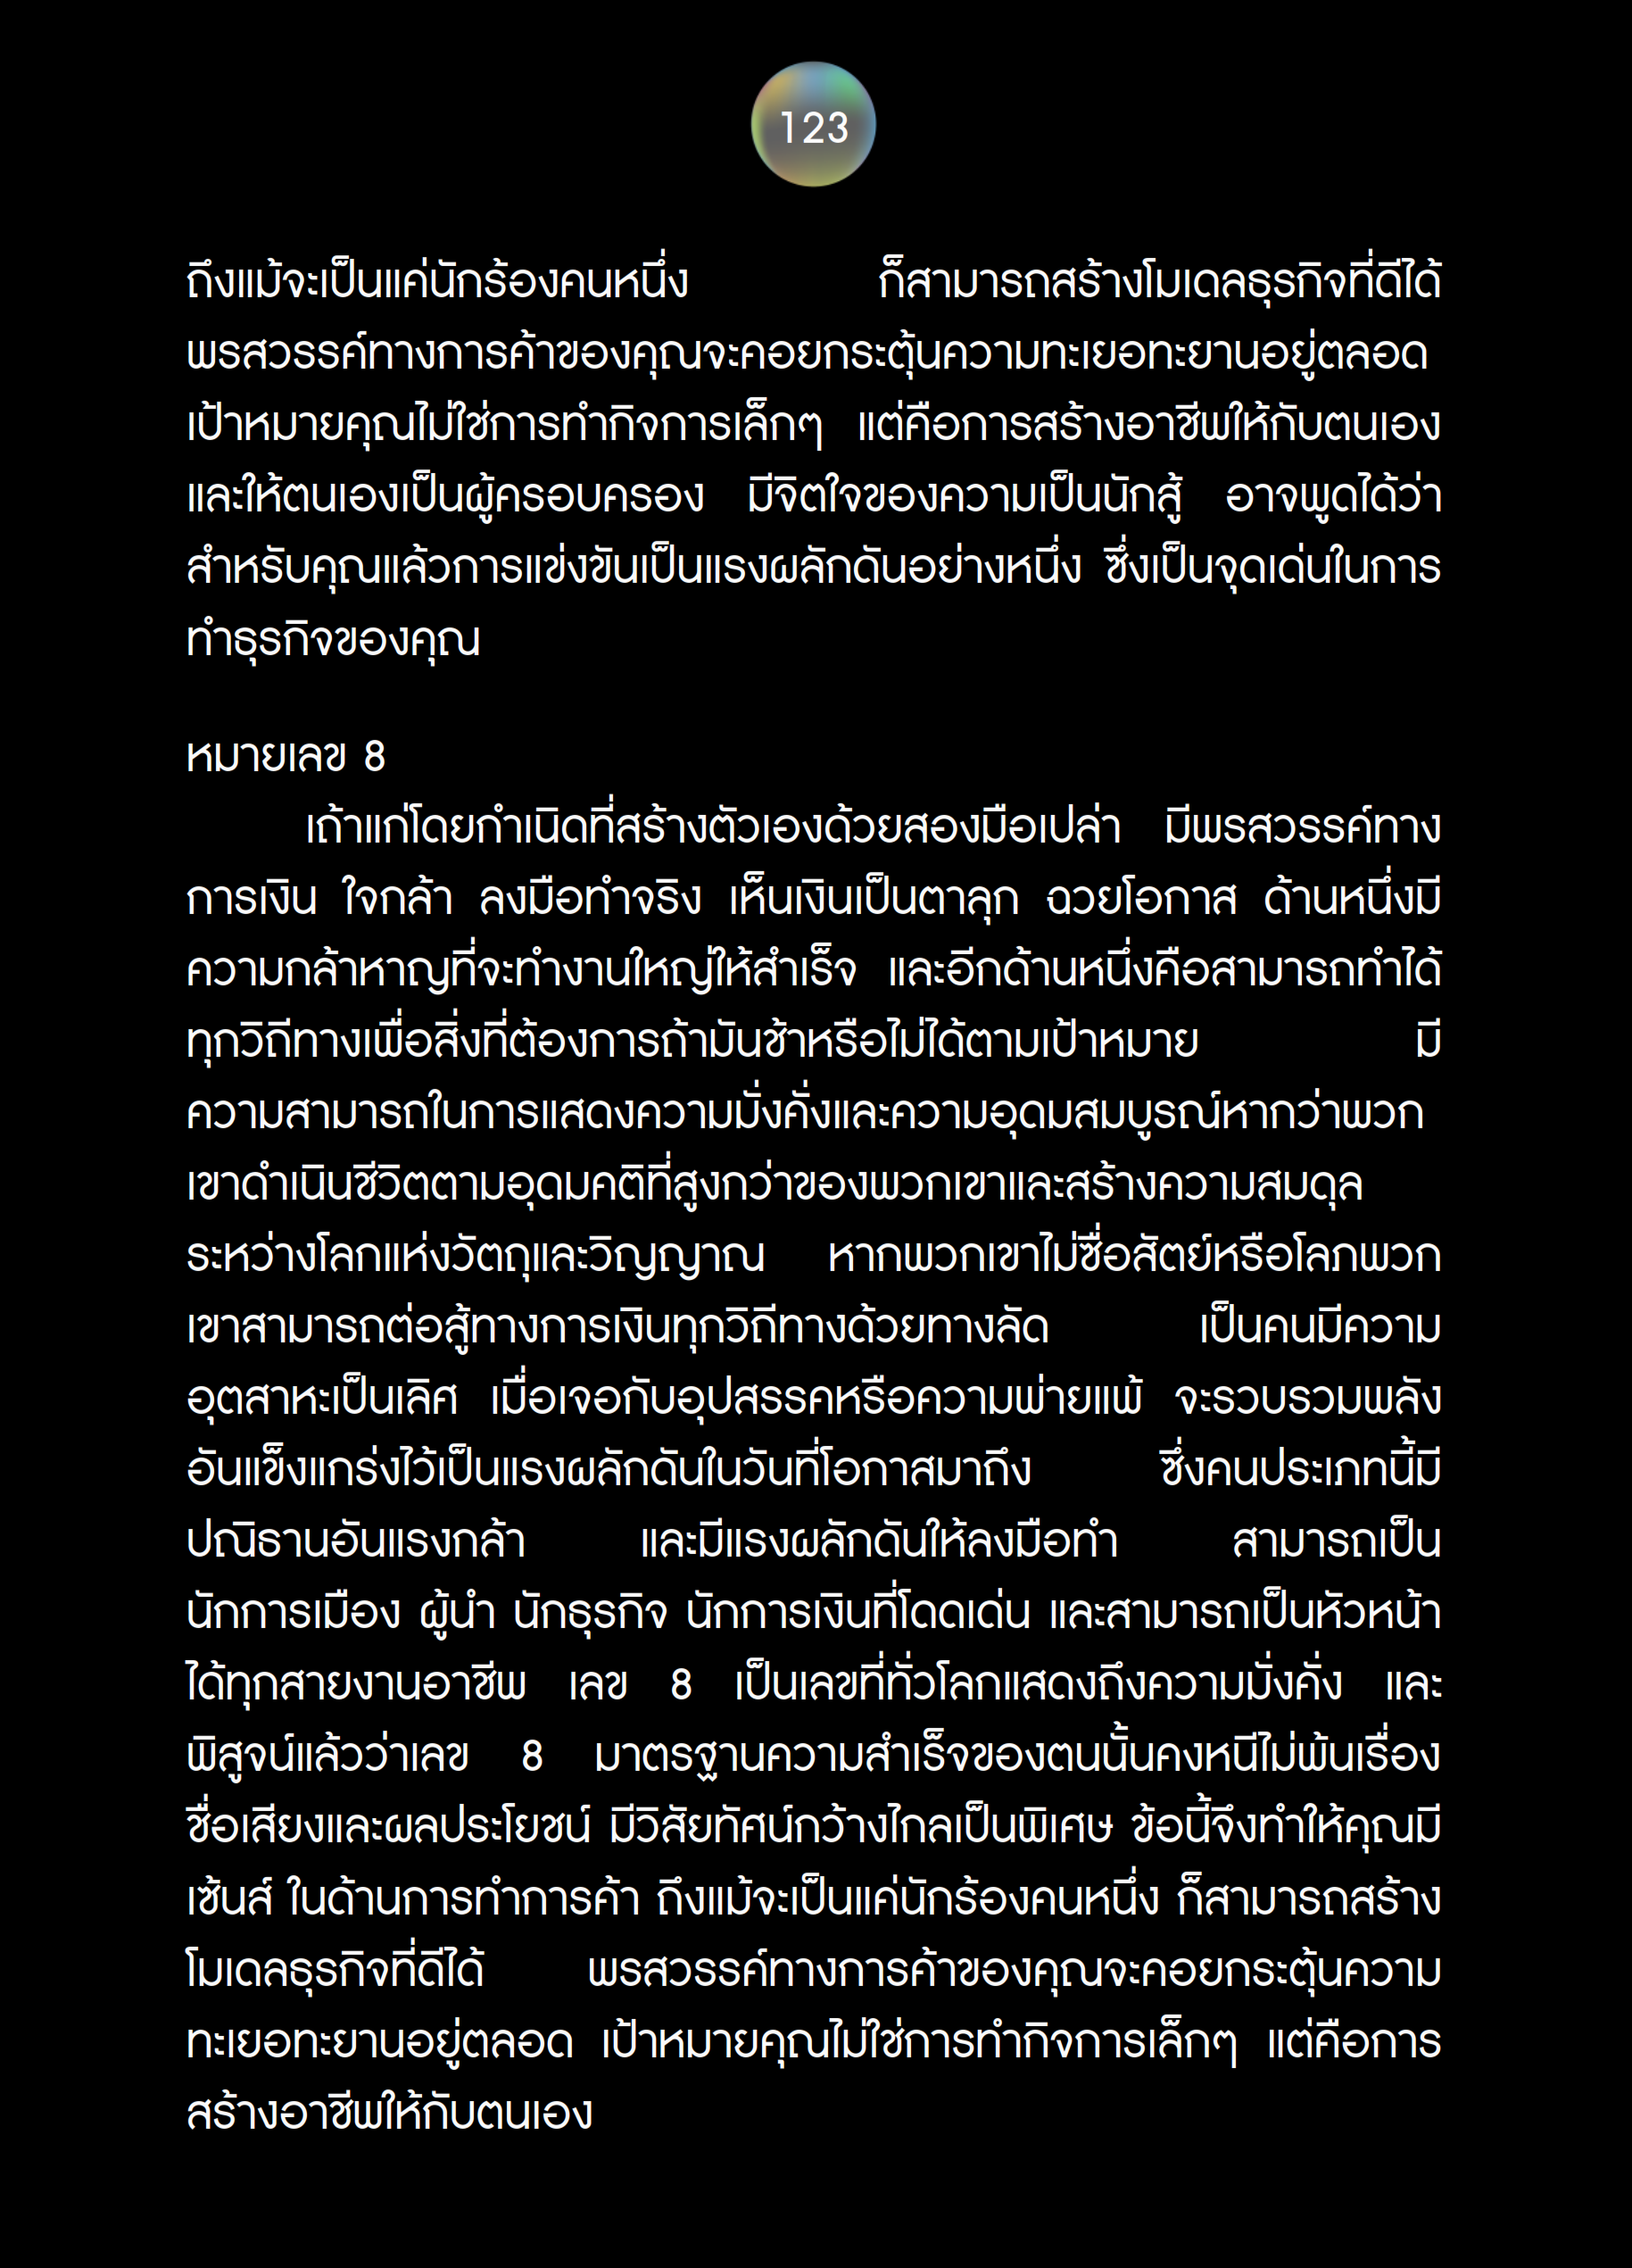 123
ถึงแม้จะเป็นแค่นักร้องคนหนึ่ง ก็สามารถสร้างโมเดลธุรกิจที่ดีได้
พรสวรรค์ทางการค้าของคุณจะคอยกระตุ้นความทะเยอทะยานอยู่ตลอด
เป้าหมายคุณไม่ใช่การทำกิจการเล็กๆ แต่คือการสร้างอาชีพให้กับตนเอง
และให้ตนเองเป็นผู้ครอบครอง มีจิตใจของความเป็นนักสู้ อาจพูดได้ว่า
สำหรับคุณแล้วการแข่งขันเป็นแรงผลักดันอย่างหนึ่ง ซึ่งเป็นจุดเด่นในการ
ทำธุรกิจของคุณ
หมายเลข 8
เถ้าแก่โดยกำเนิดที่สร้างตัวเองด้วยสองมือเปล่า มีพรสวรรค์ทาง
การเงิน ใจกล้า ลงมือทำจริง เห็นเงินเป็นตาลุก ฉวยโอกาส ด้านหนึ่งมี
ความกล้าหาญที่จะทำงานใหญ่ให้สำเร็จ และอีกด้านหนึ่งคือสามารถทำได้
ทุกวิถีทางเพื่อสิ่งที่ต้องการถ้ามันช้าหรือไม่ได้ตามเป้าหมาย มี
ความสามารถในการแสดงความมั่งคั่งและความอุดมสมบูรณ์หากว่าพวก
เขาดำเนินชีวิตตามอุดมคติที่สูงกว่าของพวกเขาและสร้างความสมดุล
ระหว่างโลกแห่งวัตถุและวิญญาณ หากพวกเขาไม่ซื่อสัตย์หรือโลภพวก
เขาสามารถต่อสู้ทางการเงินทุกวิถีทางด้วยทางลัด เป็นคนมีความ
อุตสาหะเป็นเลิศ เมื่อเจอกับอุปสรรคหรือความพ่ายแพ้ จะรวบรวมพลัง
อันแข็งแกร่งไว้เป็นแรงผลักดันในวันที่โอกาสมาถึง ซึ่งคนประเภทนี้มี
ปณิธานอันแรงกล้า และมีแรงผลักดันให้ลงมือทำ สามารถเป็น
นักการเมือง ผู้นำ นักธุรกิจ นักการเงินที่โดดเด่น และสามารถเป็นหัวหน้า
ได้ทุกสายงานอาชีพ เลข 8 เป็นเลขที่ทั่วโลกแสดงถึงความมั่งคั่ง และ
พิสูจน์แล้วว่าเลข 8 มาตรฐานความสำเร็จของตนนั้นคงหนีไม่พ้นเรื่อง
ชื่อเสียงและผลประโยชน์ มีวิสัยทัศน์กว้างไกลเป็นพิเศษ ข้อนี้จึงทำให้คุณมี
เซ้นส์ ในด้านการทำการค้า ถึงแม้จะเป็นแค่นักร้องคนหนึ่ง ก็สามารถสร้าง
โมเดลธุรกิจที่ดีได้ พรสวรรค์ทางการค้าของคุณจะคอยกระตุ้นความ
ทะเยอทะยานอยู่ตลอด เป้าหมายคุณไม่ใช่การทำกิจการเล็กๆ แต่คือการ
สร้างอาชีพให้กับตนเอง